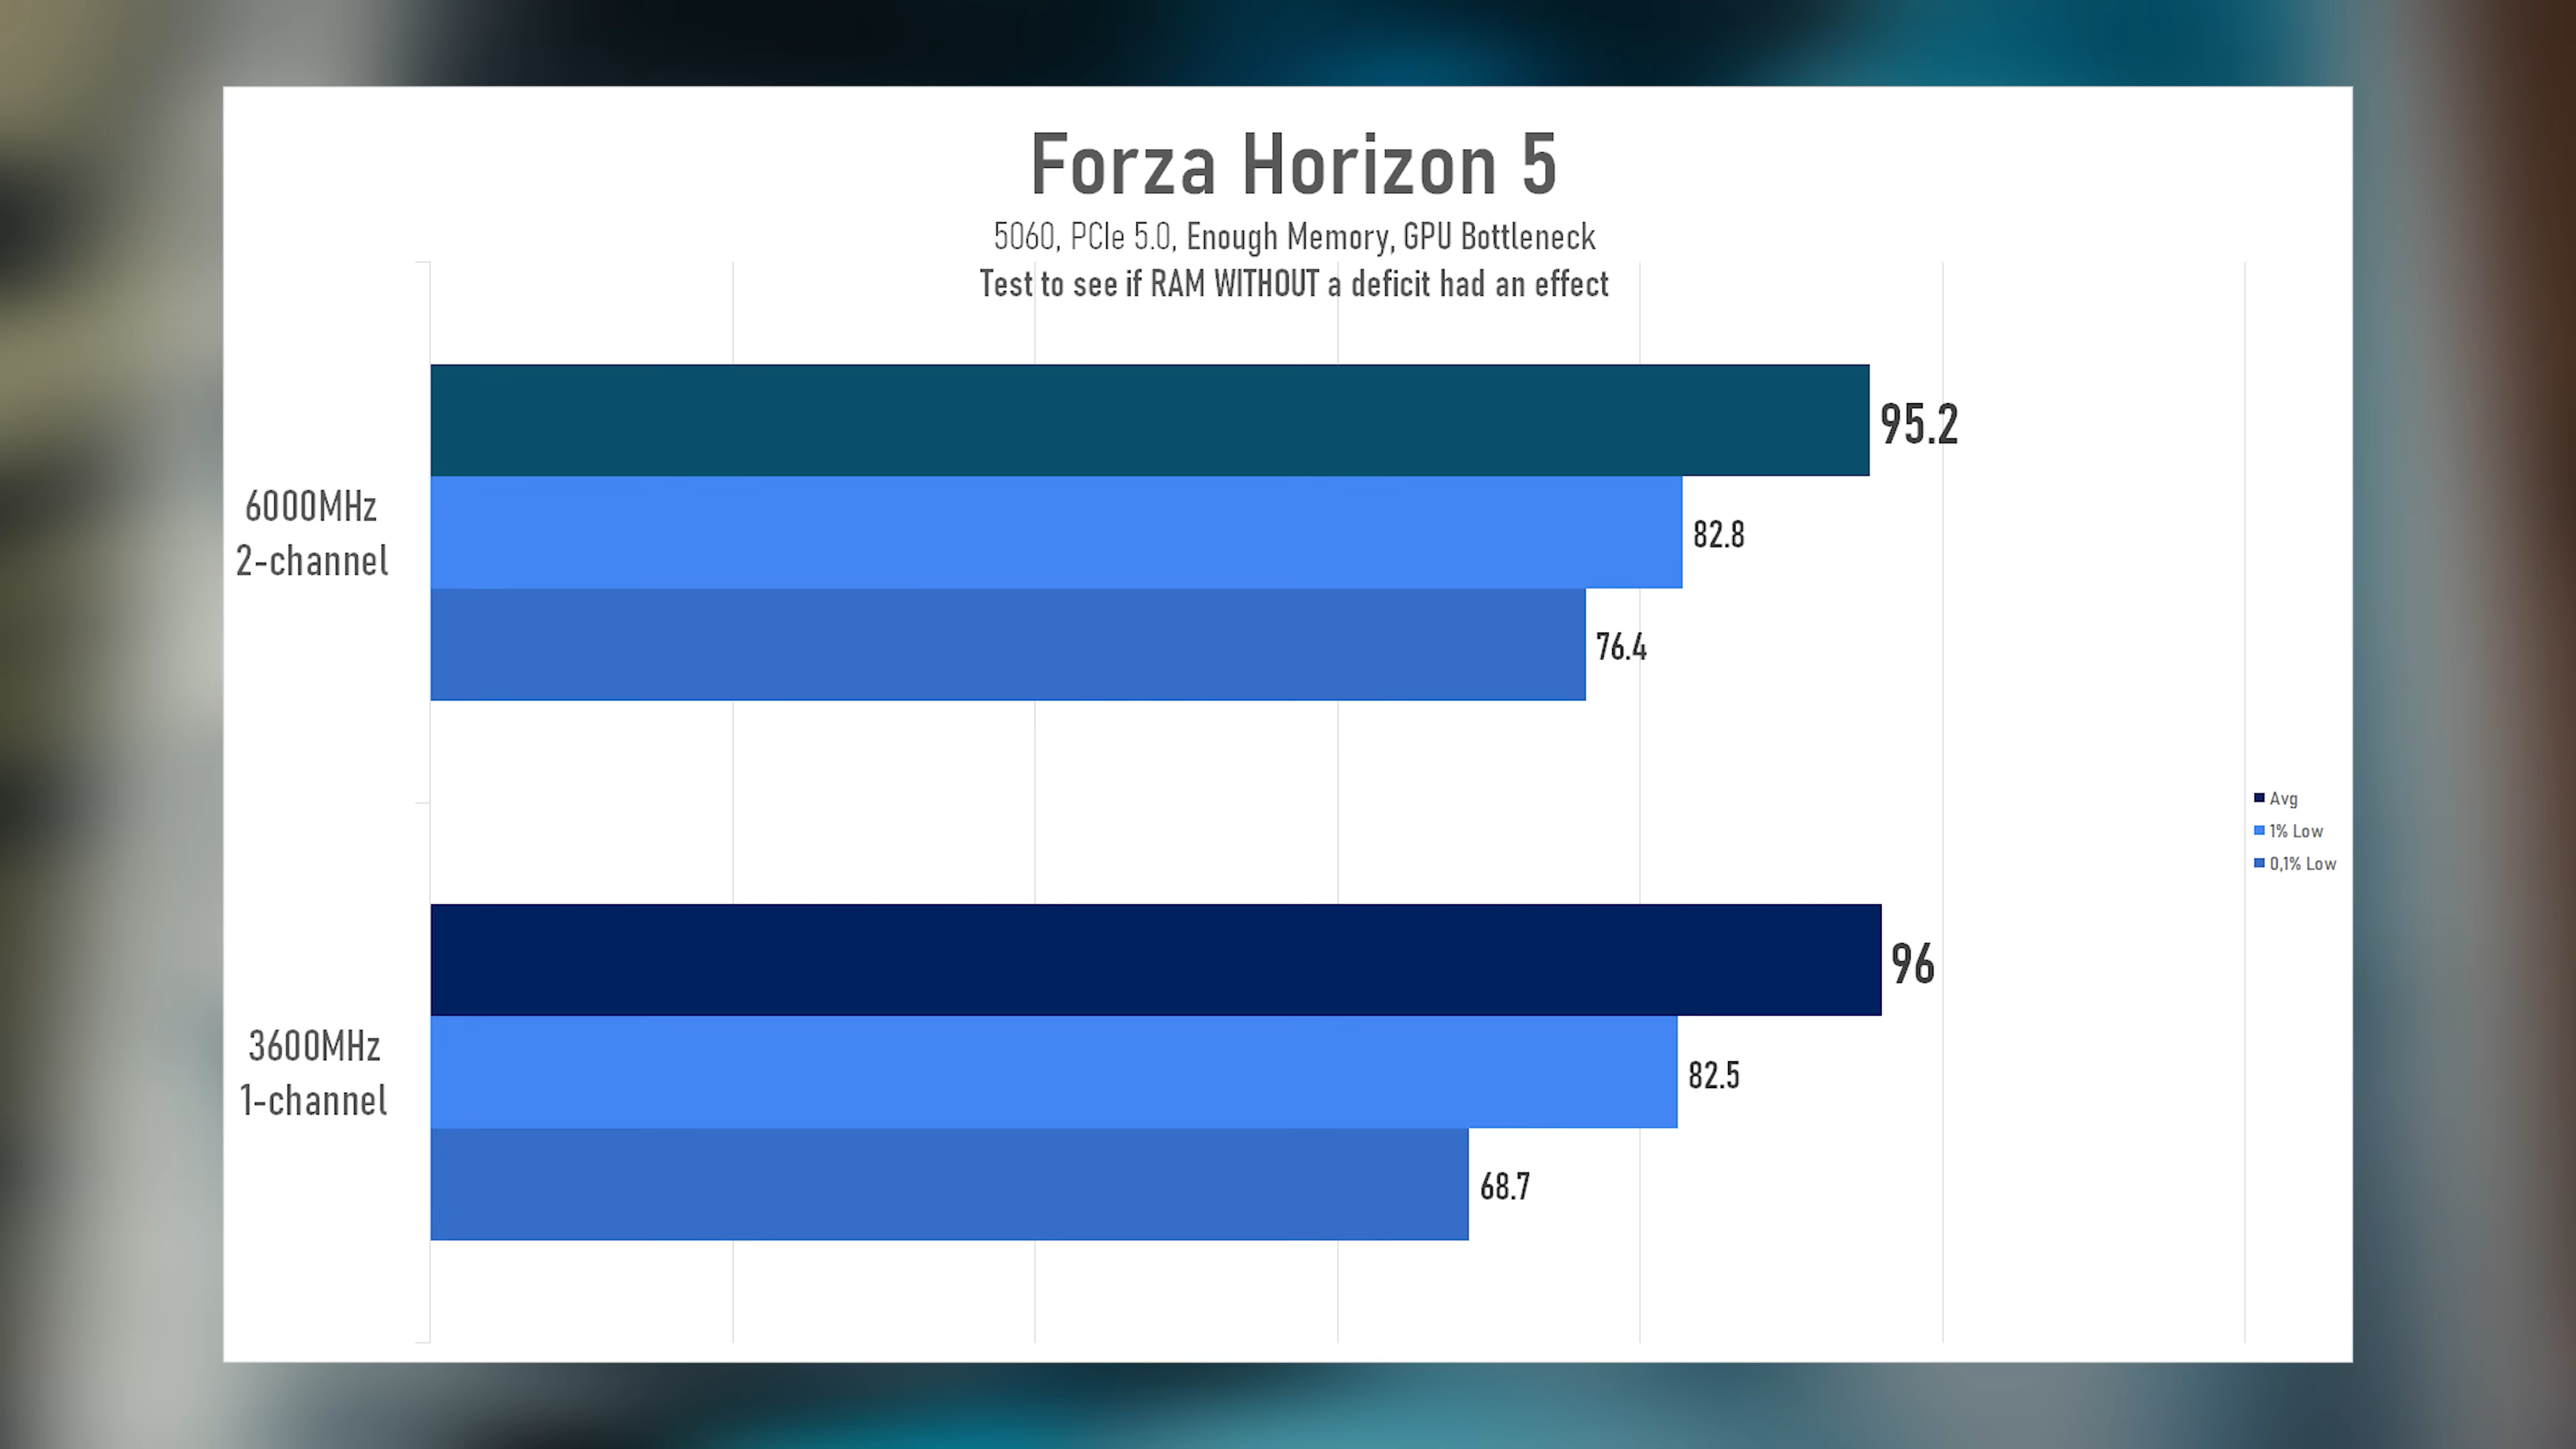 Forza Horizon 5
5060, PCIe 5.0, Enough Memory, GPU Bottleneck
Test to see if RAM WITHOUT a deficit had an effect
6000MHz
2-channel
95.2
82.8
76.4
3600MHz
1-channel
96
82.5
68.7
Avg
1% Low
0,1% Low